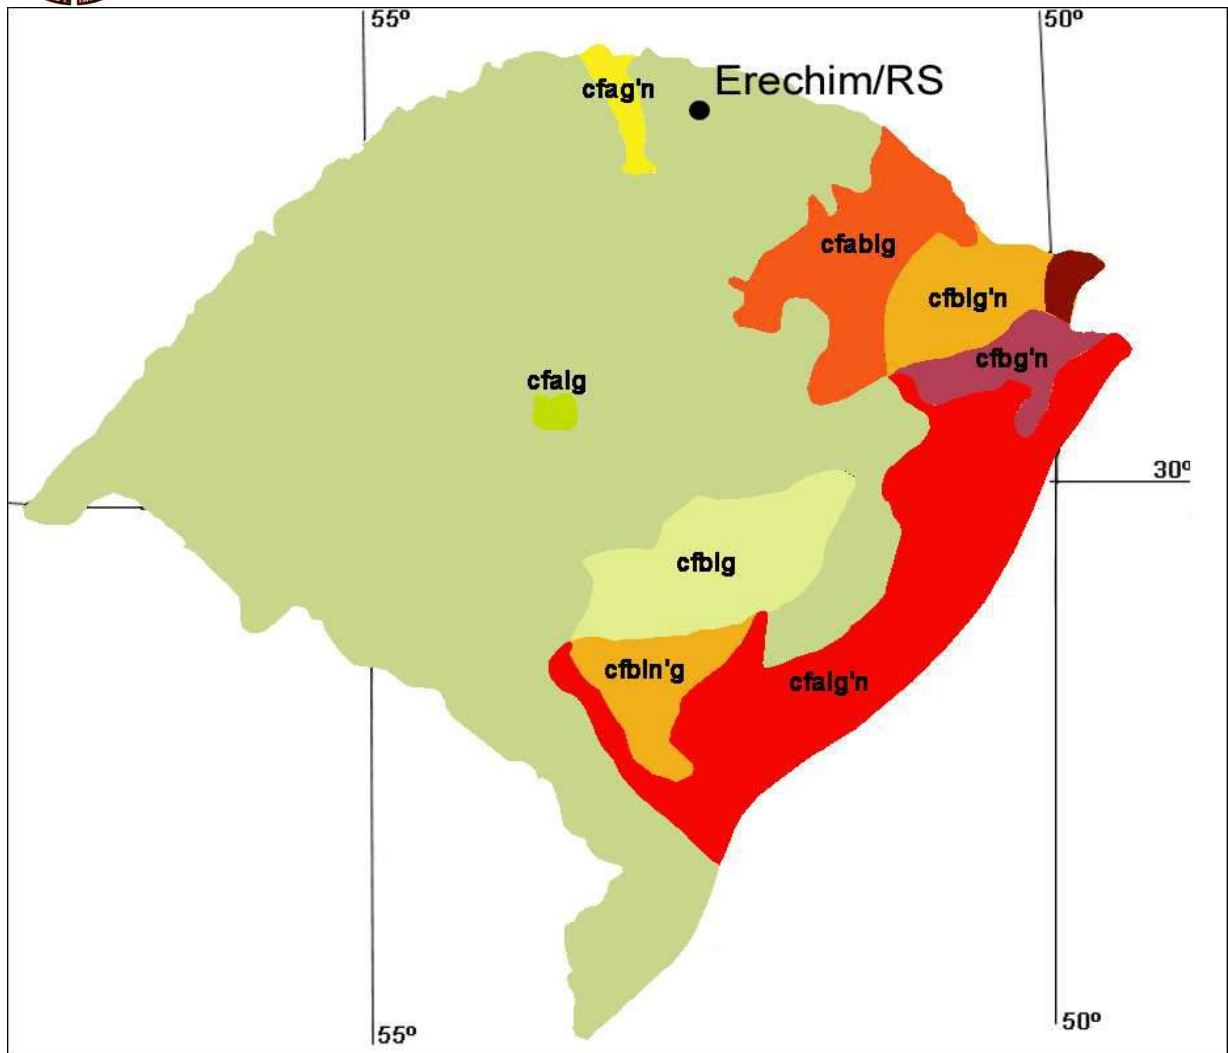 55º
50º
Erechim/RS
cfag'n
cfablg
cfblg'n
cfbg'n
cfalg
30º
cfblg
cfbln'g
cfalg'n
55º
50º